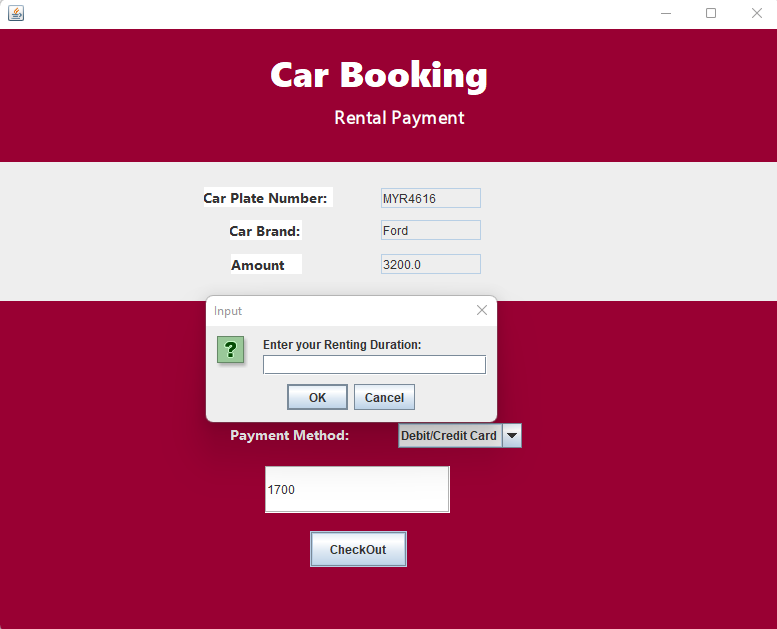 Car Booking
Rental Payment
Car Plate Number: MYR4616
Car Brand: Ford
Amount 3200.0
Input
?
Enter your Renting Duration:
OK Cancel
Payment Method: Debit/Credit Card
1700
CheckOut